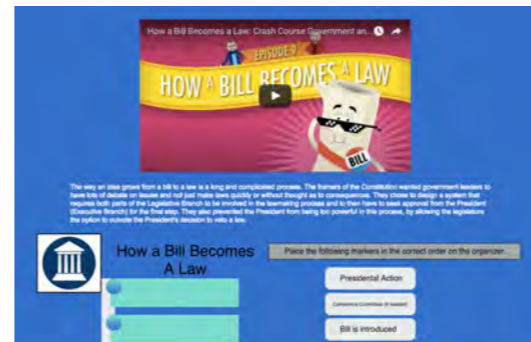 How a Bill Becomes a Law: Crash Course Government an...
EPISODE 9
HOW A BILL BECOMES A LAW
BILL
The way an idea grows from a bill to a law is a long and complicated process. The framers of the Constitution wanted government leaders to
have lots of debate on issues and not just make laws quickly or without thought as to consequences. They chose to design a system that
requires both parts of the Legislative Branch to be involved in the lawmaking process and to then have to seek approval from the President
(Executive Branch) for the final step. They also prevented the President from being too powerful in this process, by allowing the legislature
the option to override the President's decision to veto a law.
How a Bill Becomes
A Law
Place the following markers in the correct order on the organizer.
Presidential Action
Conference Committee (if needed)
Bill is introduced